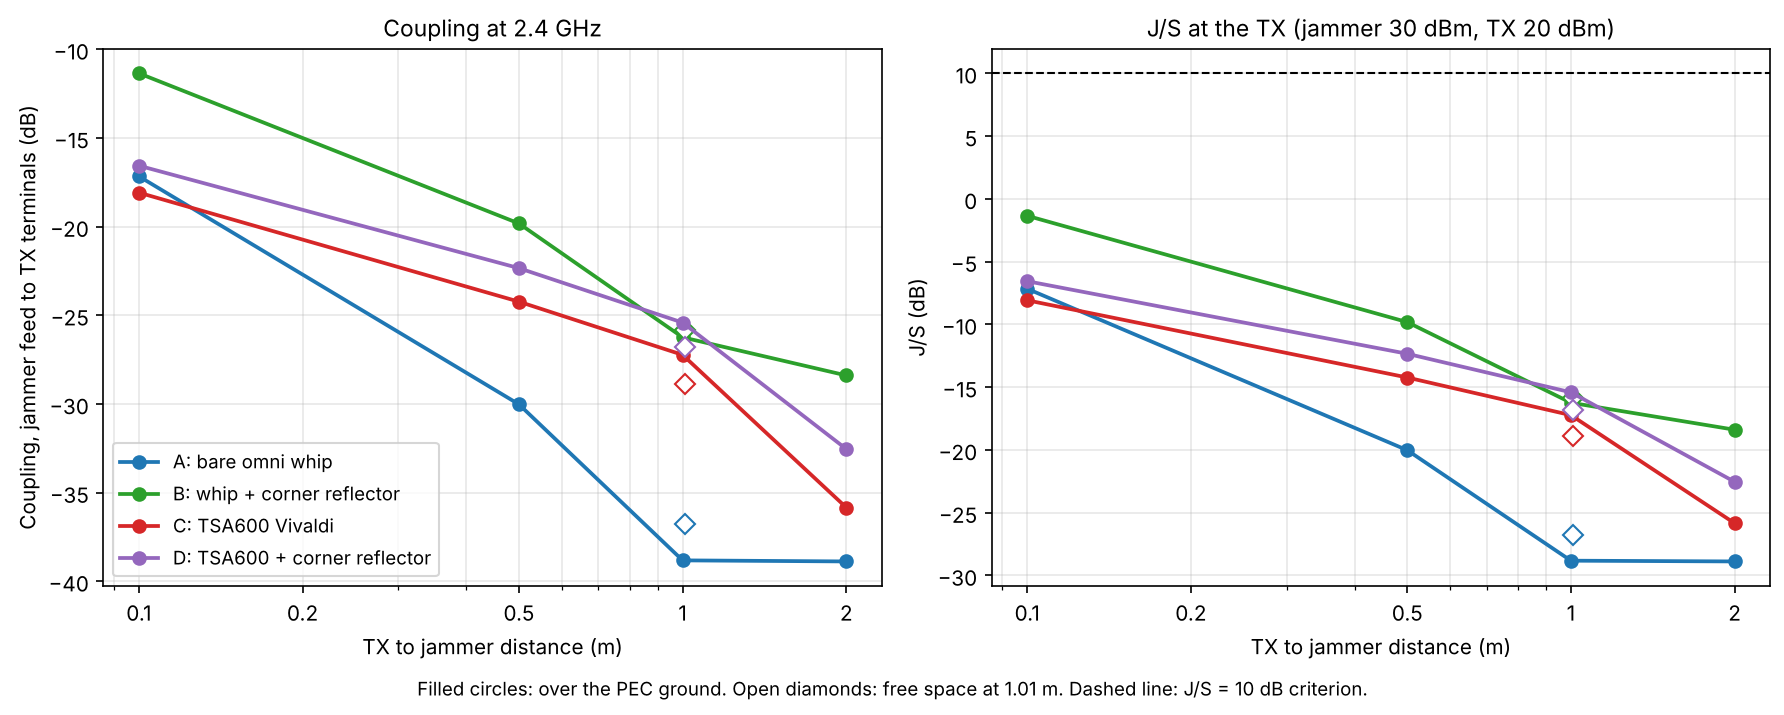 Coupling at 2.4 GHz
Coupling, jammer feed to TX terminals (dB)
−10
−15
−20
−25
−30
−35
−40
A: bare omni whip
B: whip + corner reflector
C: TSA600 Vivaldi
D: TSA600 + corner reflector
0.1 0.2 0.5 1 2
TX to jammer distance (m)
J/S at the TX (jammer 30 dBm, TX 20 dBm)
J/S (dB)
10
5
0
−5
−10
−15
−20
−25
−30
0.1 0.2 0.5 1 2
TX to jammer distance (m)
Filled circles: over the PEC ground. Open diamonds: free space at 1.01 m. Dashed line: J/S = 10 dB criterion.